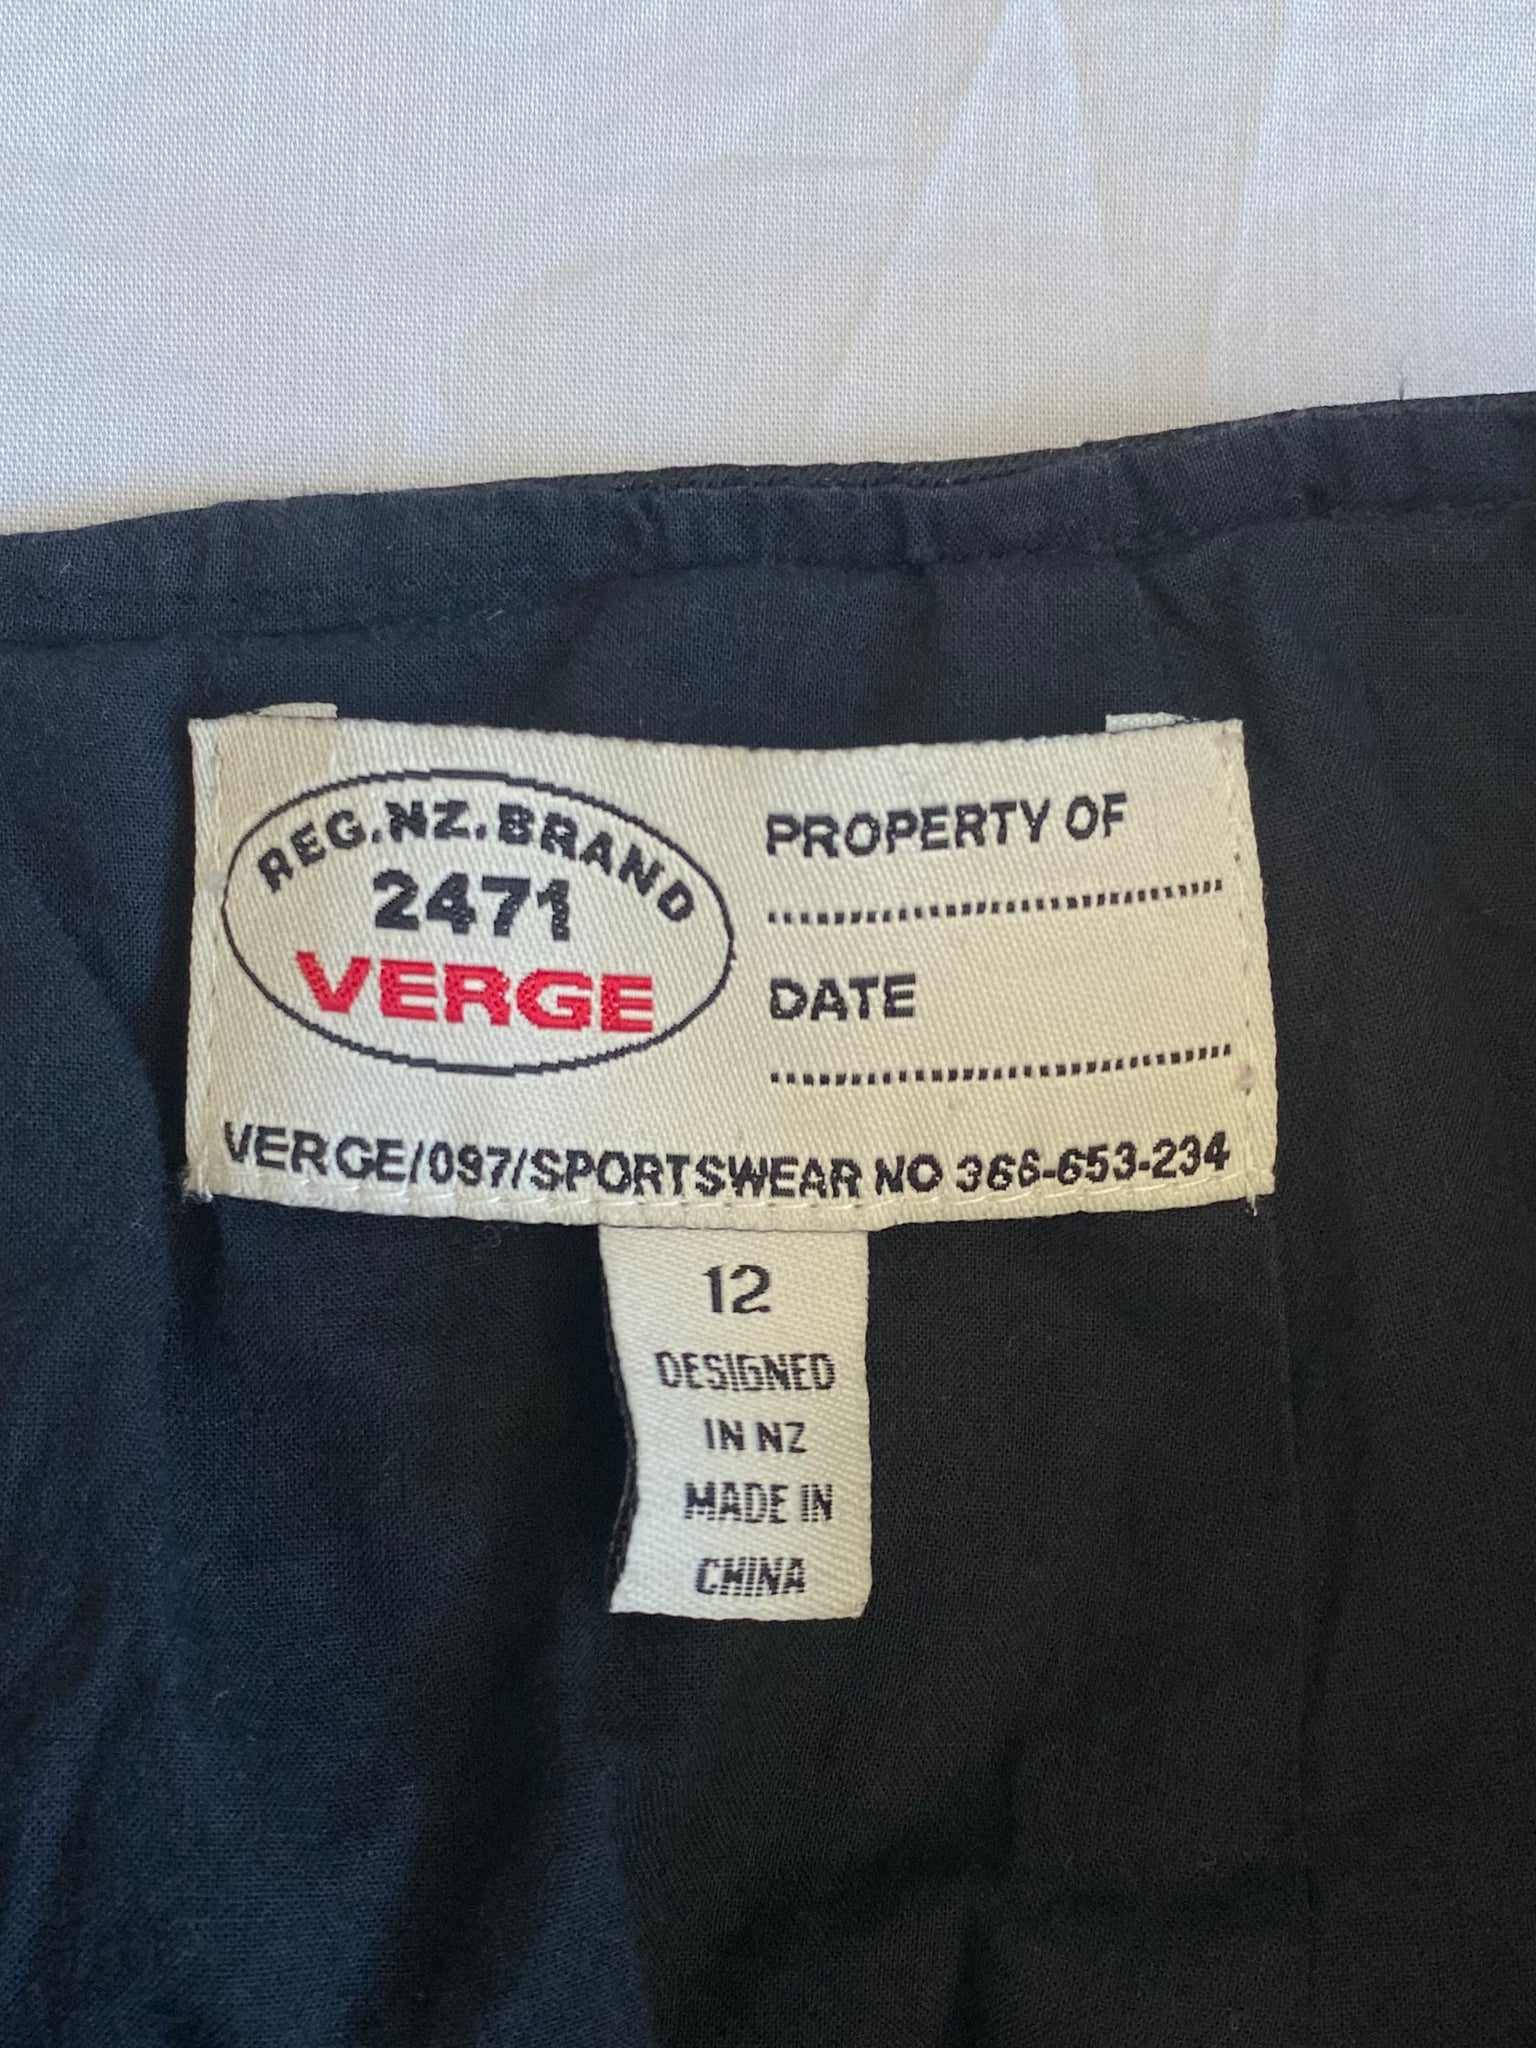 REG.NZ.BRAND
2471
VERGE
PROPERTY OF
DATE
VERGE/097/SPORTSWEAR NO 366-653-234
12
DESIGNED
IN NZ
MADE IN
CHINA